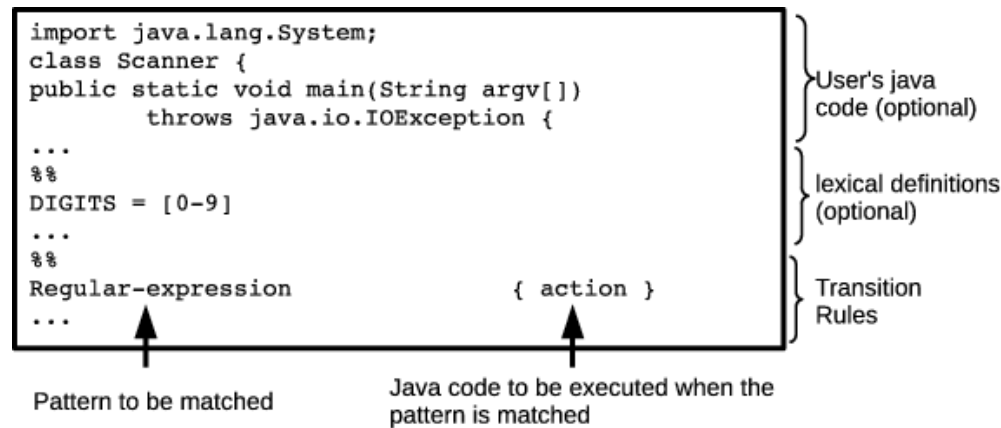 import java.lang.System;
class Scanner {
public static void main(String argv[])
throws java.io.IOException {
...
%%
DIGITS = [0-9]
...
%%
Regular-expression { action }
...
User's java
code (optional)
lexical definitions
(optional)
Transition
Rules
Pattern to be matched
Java code to be executed when the
pattern is matched